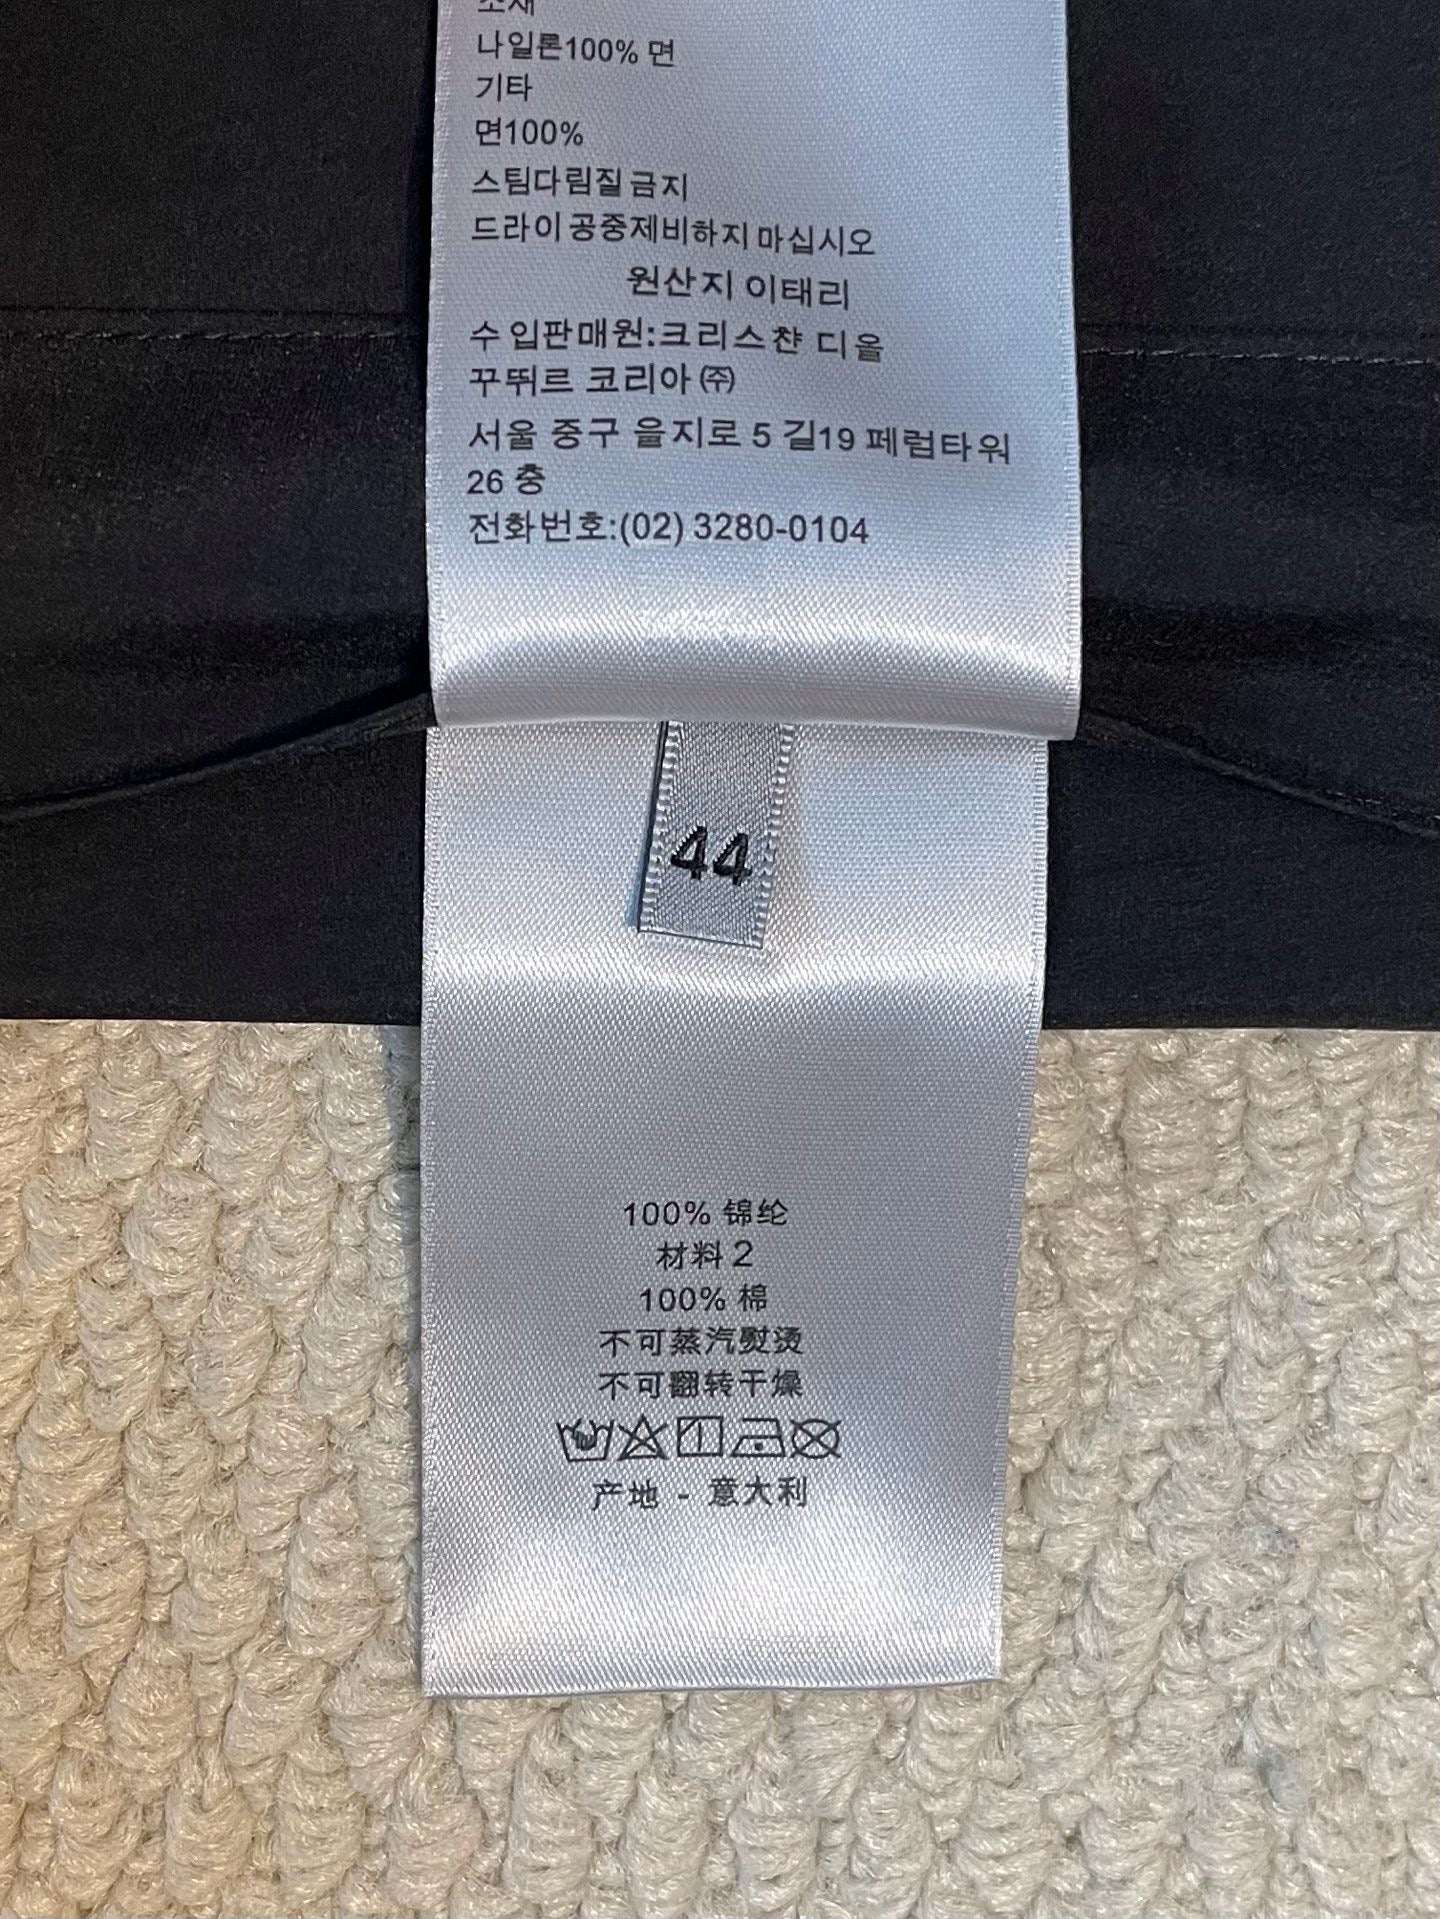 소재
나일론100% 면
기타
면100%
스팀다림질금지
드라이공중제비하지마십시오
원산지 이태리
수입판매원:크리스챤 디올
꾸뛰르 코리아 ㈜
서울 중구 을지로 5 길19 페럼타워
26 층
전화번호:(02) 3280-0104
44
100% 锦纶
材料 2
100% 棉
不可蒸汽熨烫
不可翻转干燥
产地 - 意大利